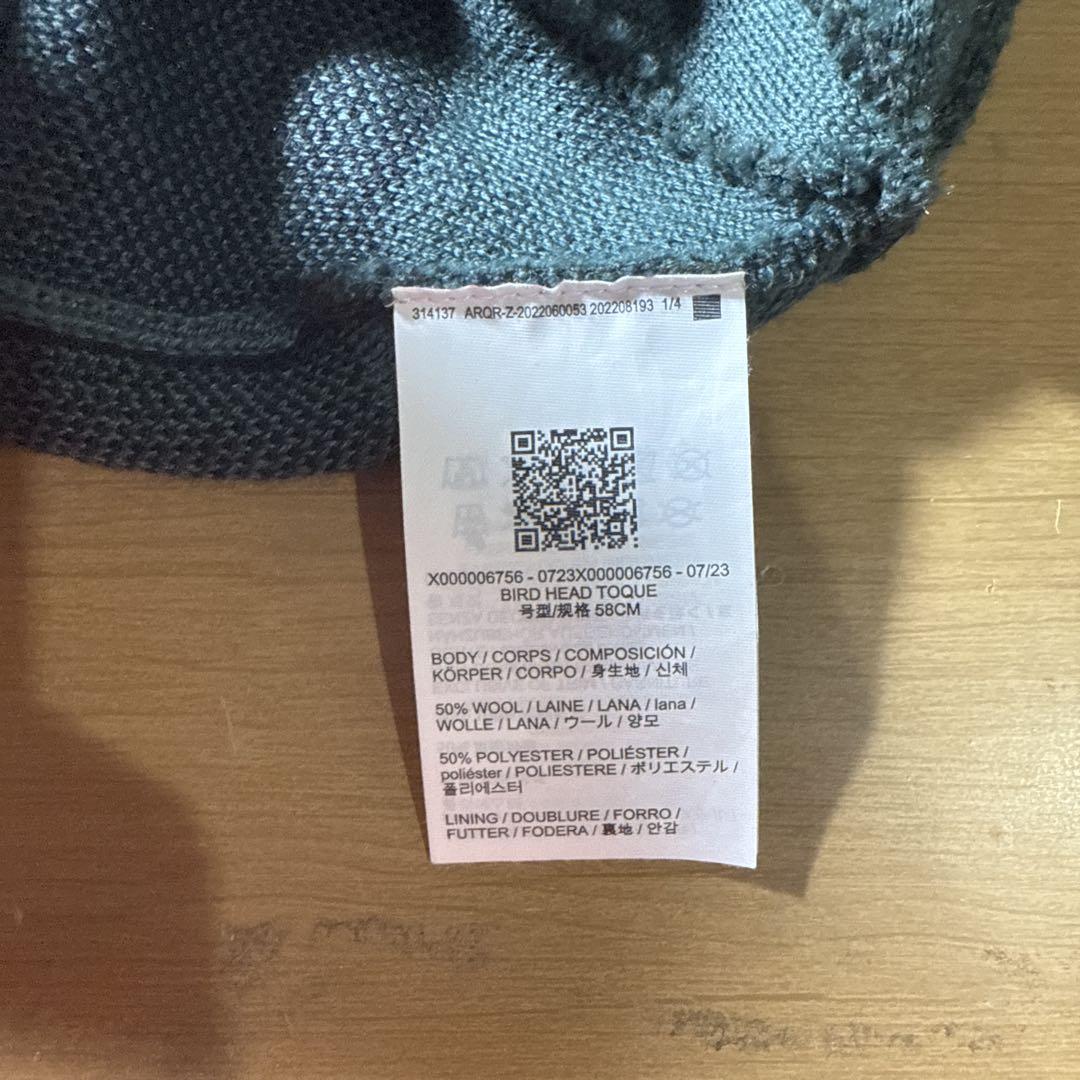 314137 ARQR-Z-2022060053 202208193 1/4
X000006756 - 0723X000006756 - 07/23
BIRD HEAD TOQUE
号型/规格 58CM
BODY / CORPS / COMPOSICIÓN /
KÖRPER / CORPO / 身生地 / 신체
50% WOOL / LAINE / LANA / lana /
WOLLE / LANA / ウール / 양모
50% POLYESTER / POLIÉSTER /
poliéster / POLIESTERE / ポリエステル /
폴리에스터
LINING / DOUBLURE / FORRO /
FUTTER / FODERA / 裏地 / 안감